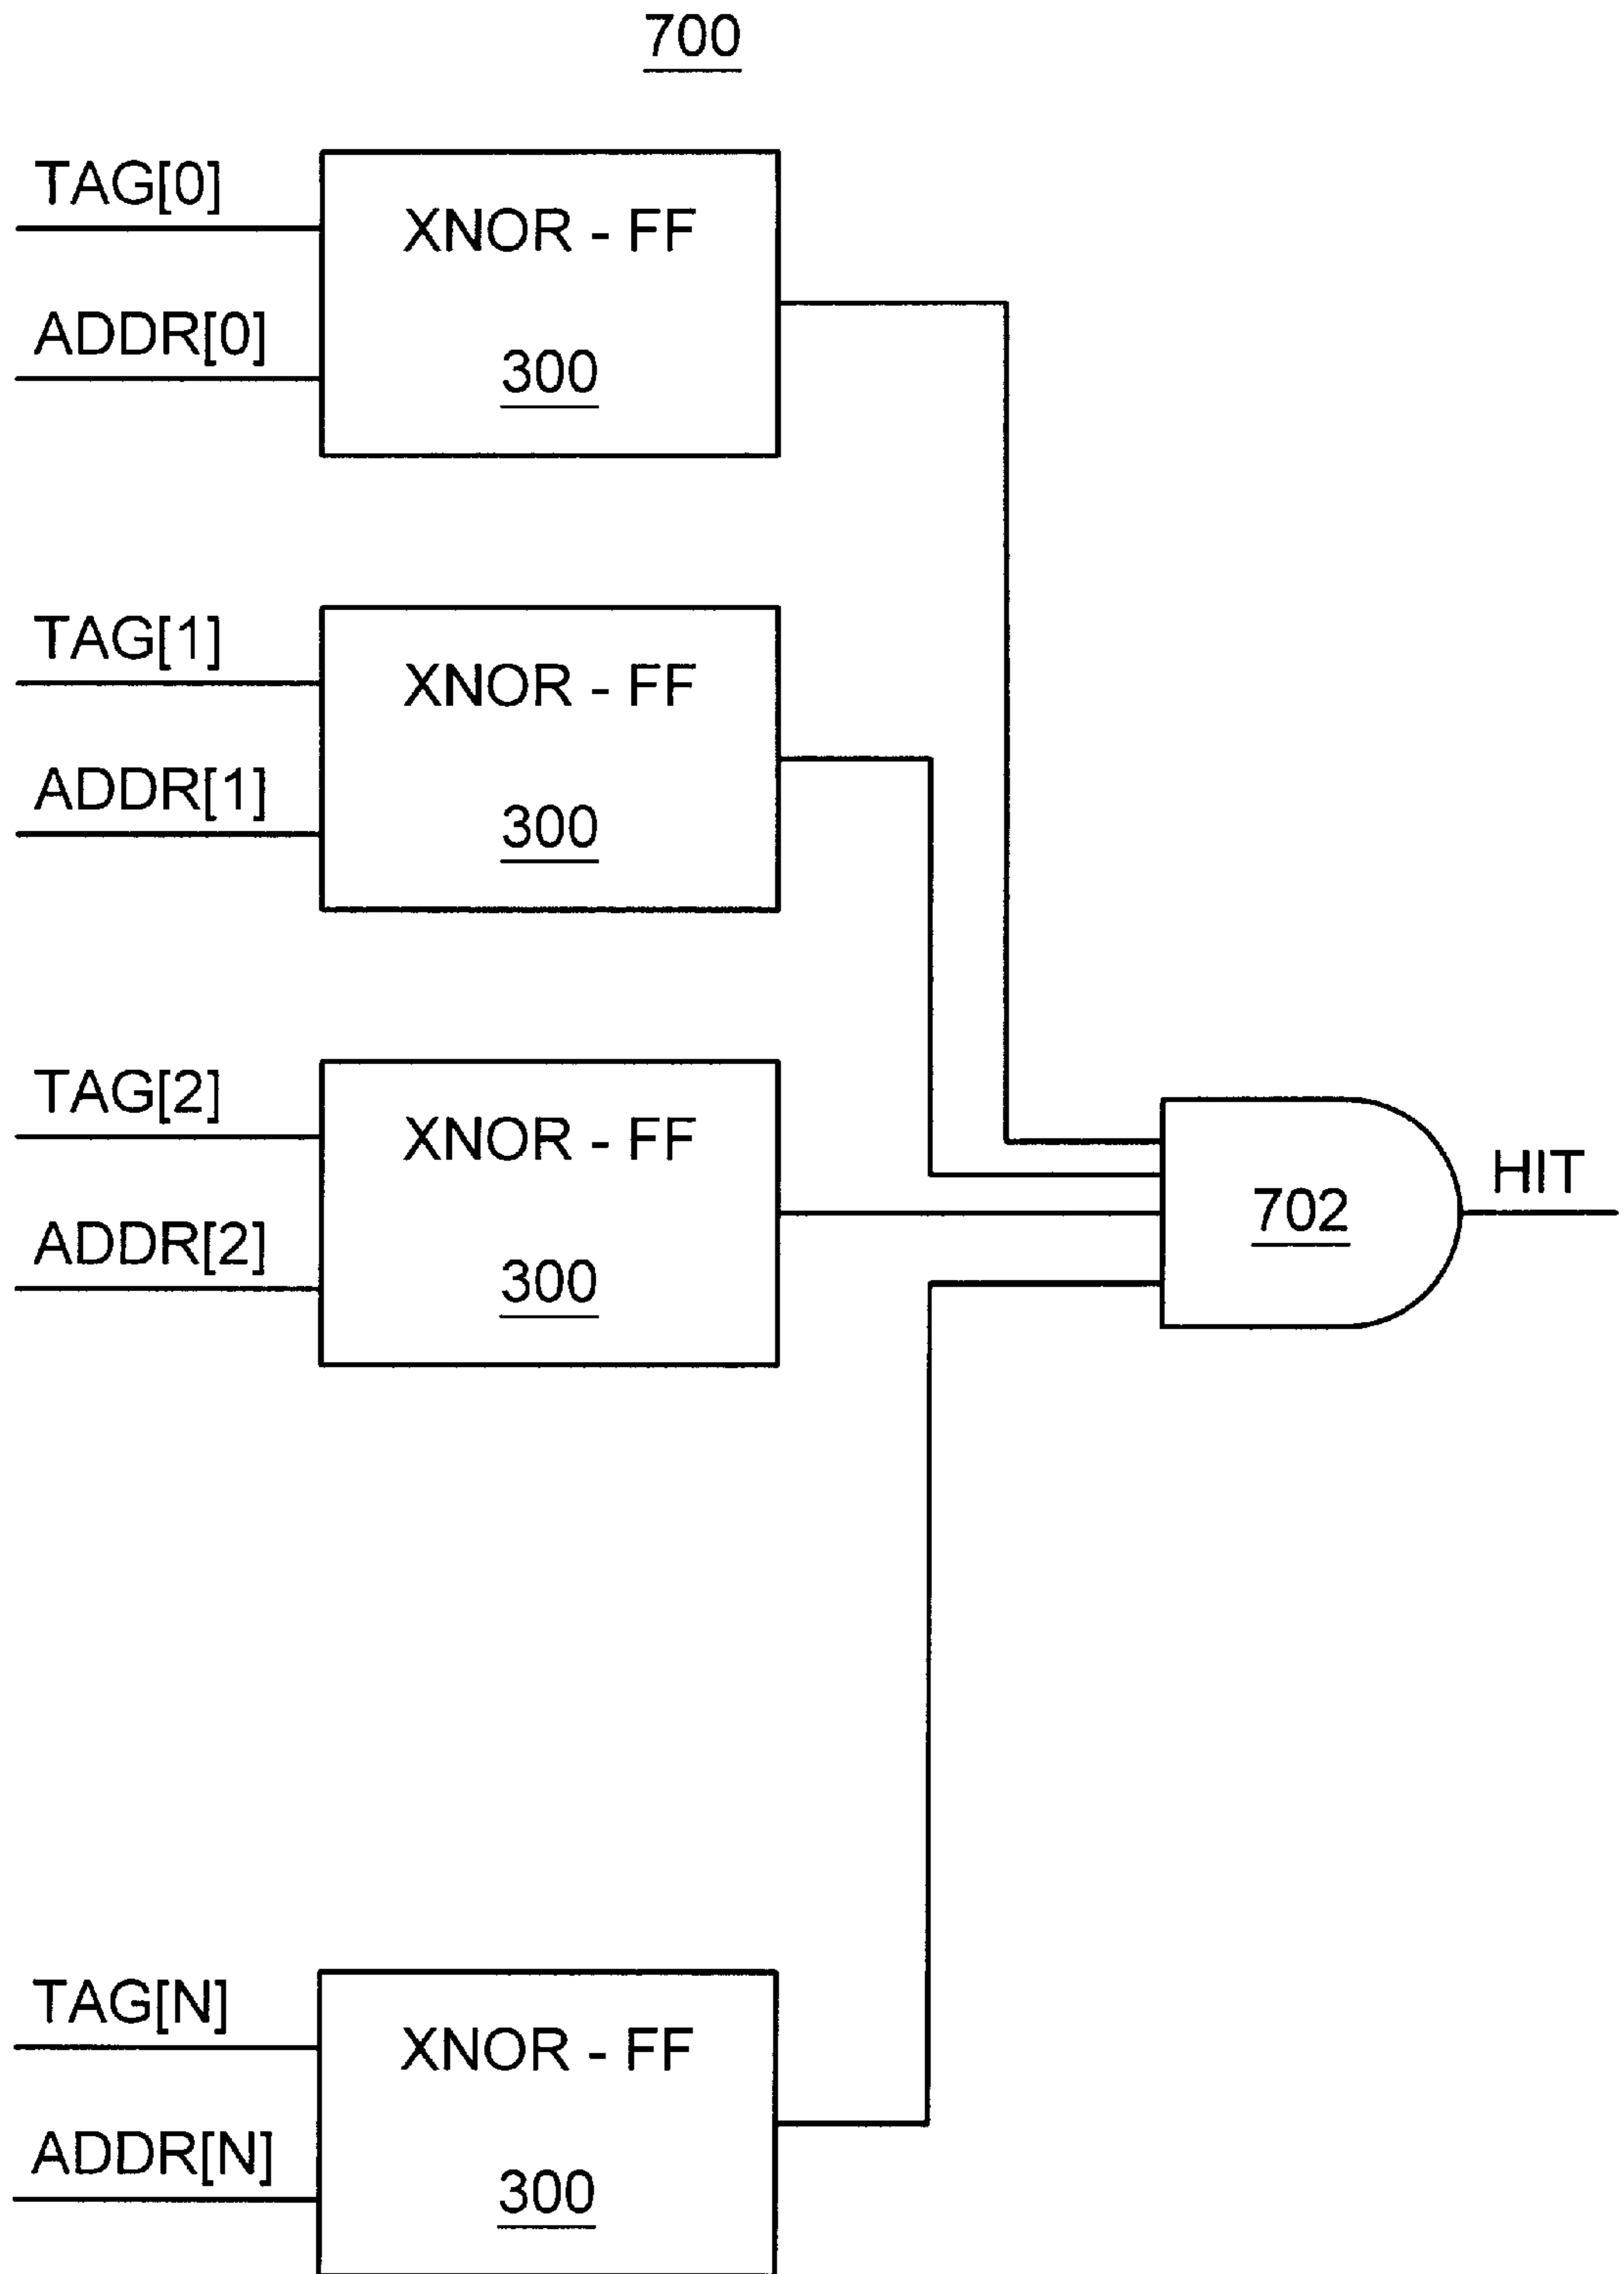 700
TAG[0]
XNOR - FF
ADDR[0]
300
TAG[1]
XNOR - FF
ADDR[1]
300
TAG[2]
XNOR - FF
ADDR[2]
300
702
HIT
TAG[N]
XNOR - FF
ADDR[N]
300